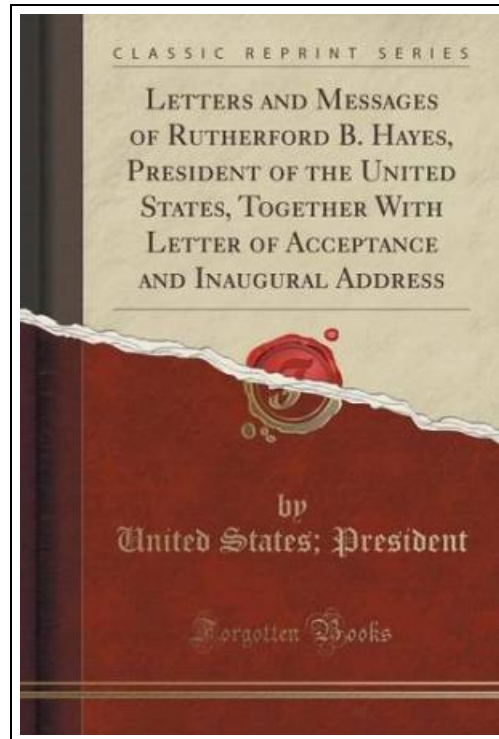 CLASSIC REPRINT SERIES
LETTERS AND MESSAGES
OF RUTHERFORD B. HAYES,
PRESIDENT OF THE UNITED
STATES, TOGETHER WITH
LETTER OF ACCEPTANCE
AND INAUGURAL ADDRESS
F
by
United States; President
Forgotten Books